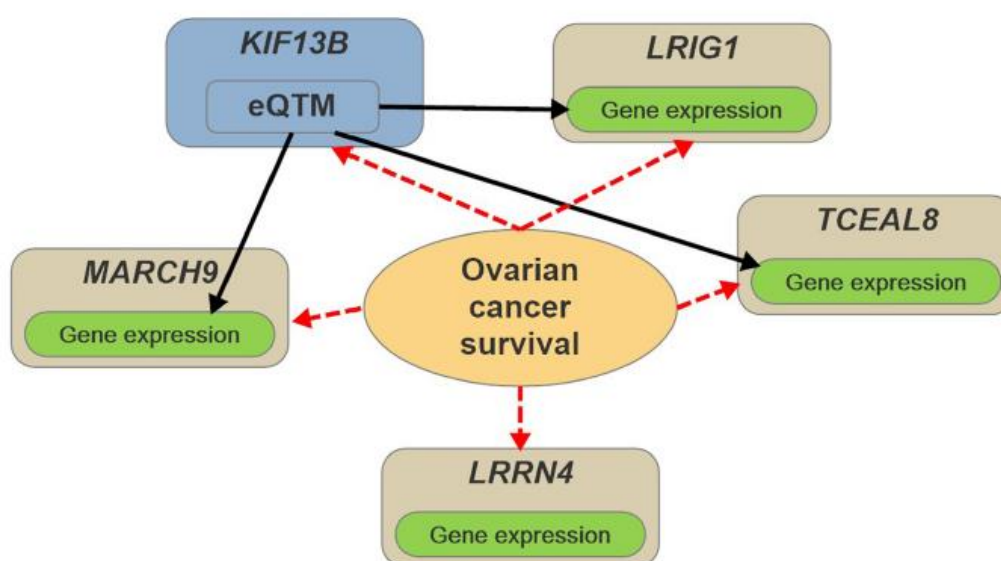 KIF13B
eQTM
LRIG1
Gene expression
TCEAL8
Gene expression
MARCH9
Gene expression
Ovarian
cancer
survival
LRRN4
Gene expression